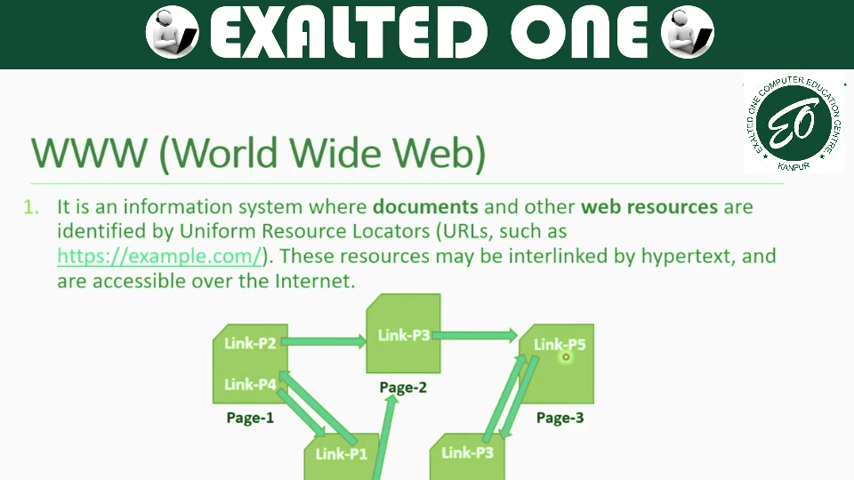 EXALTED ONE
EXALTED ONE COMPUTER EDUCATION CENTRE,
EO
KANPUR
WWW (World Wide Web)
1. It is an information system where documents and other web resources are
identified by Uniform Resource Locators (URLs, such as
https://example.com/). These resources may be interlinked by hypertext, and
are accessible over the Internet.
Link-P2
Link-P3
Link-P5
Link-P4
Page-2
Page-1
Page-3
Link-P1
Link-P3